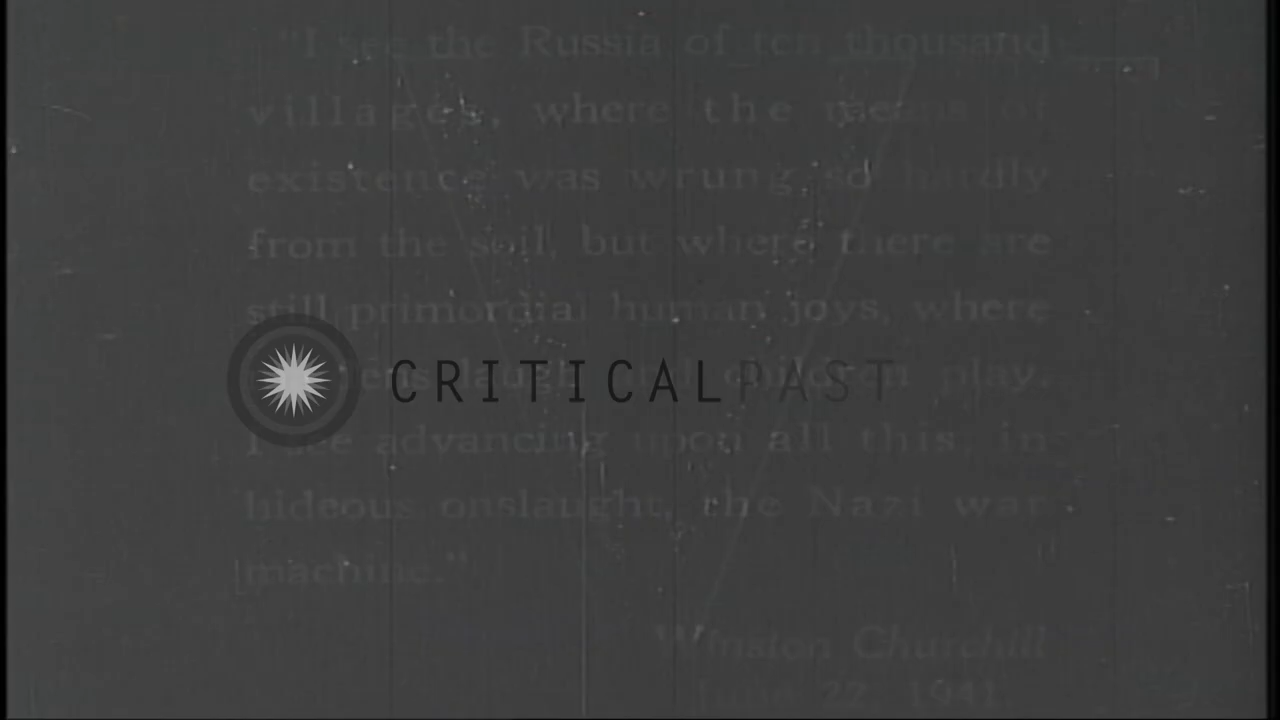 "I see the Russia of ten thousand
villages, where the means of
existence was wrung so hardly
from the soil, but where there are
still primordial human joys, where
laugh children play.
CRITICALPAST
I see advancing upon all this, in
hideous onslaught, the Nazi war
machine."
Winston Churchill
June 22, 1941.